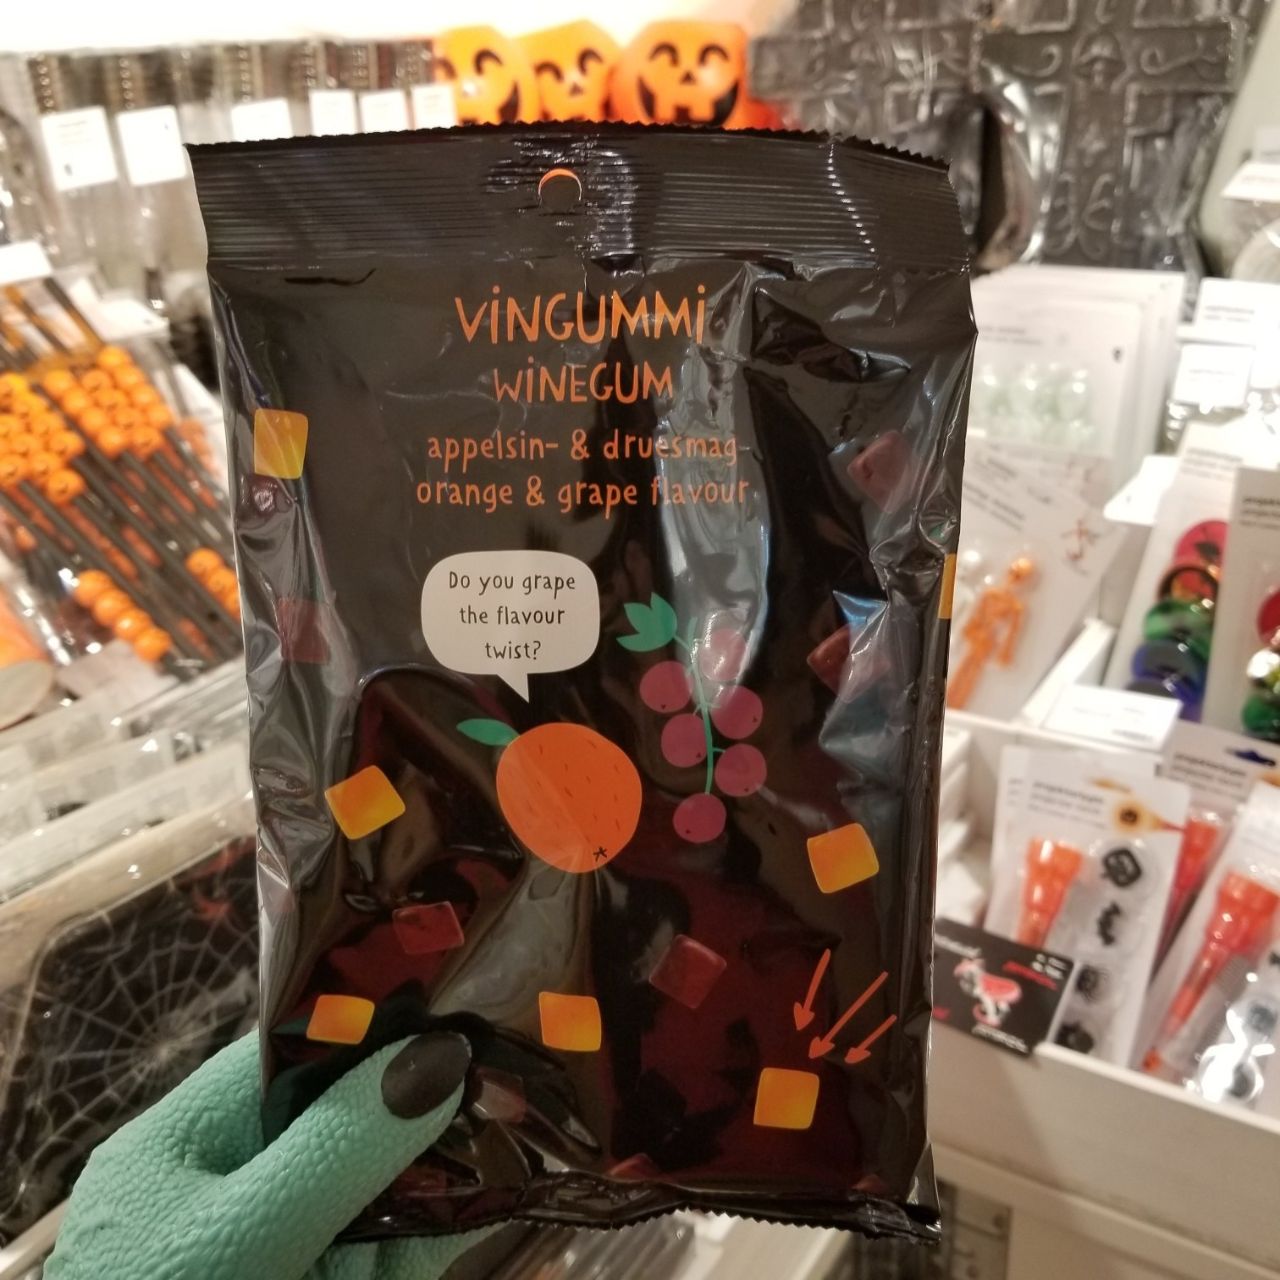 VINGUMMI
WINEGUM
appelsin- & druesmag
orange & grape flavour
Do you grape
the flavour
twist?